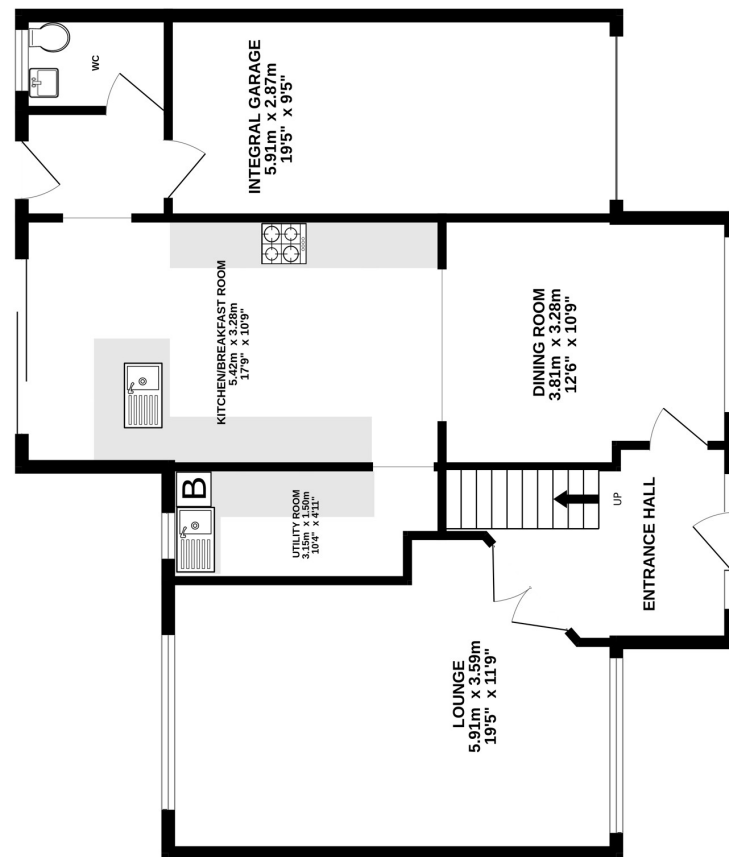 WC
INTEGRAL GARAGE
5.91m x 2.87m
19'5" x 9'5"
KITCHEN/BREAKFAST ROOM
5.42m x 3.28m
17'9" x 10'9"
DINING ROOM
3.81m x 3.28m
12'6" x 10'9"
B
UTILITY ROOM
3.15m x 1.50m
10'4" x 4'11"
UP
ENTRANCE HALL
LOUNGE
5.91m x 3.59m
19'5" x 11'9"